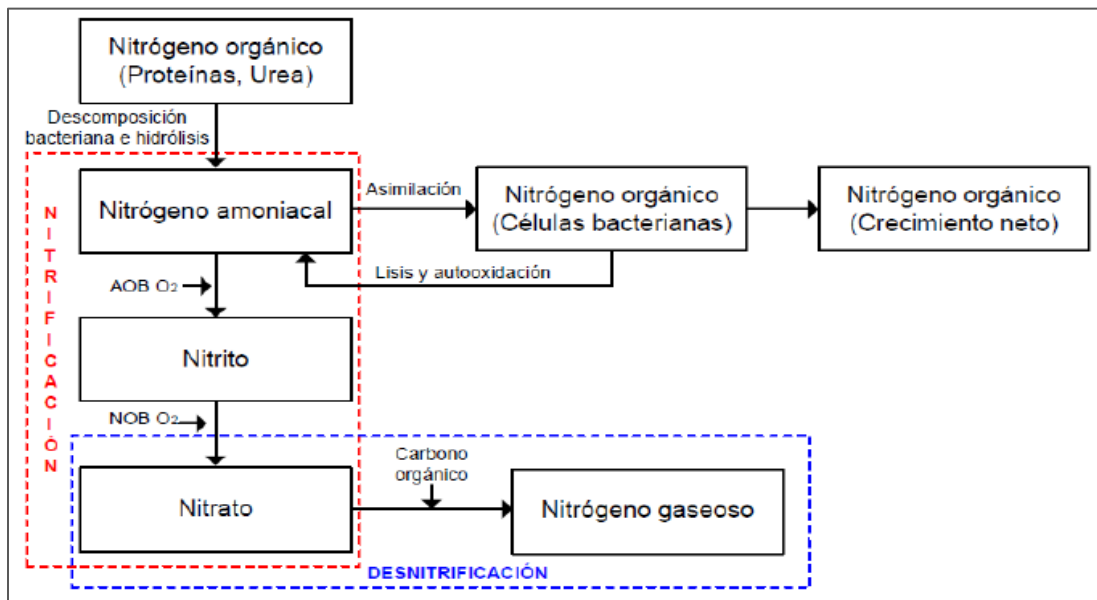 Nitrógeno orgánico
(Proteínas, Urea)
Descomposición
bacteriana e hidrólisis
NITRIFICACIÓN
Nitrógeno amoniacal
Asimilación
Nitrógeno orgánico
(Células bacterianas)
Nitrógeno orgánico
(Crecimiento neto)
Lisis y autooxidación
AOB O₂
Nitrito
NOB O₂
Carbono
orgánico
Nitrato
Nitrógeno gaseoso
DESNITRIFICACIÓN